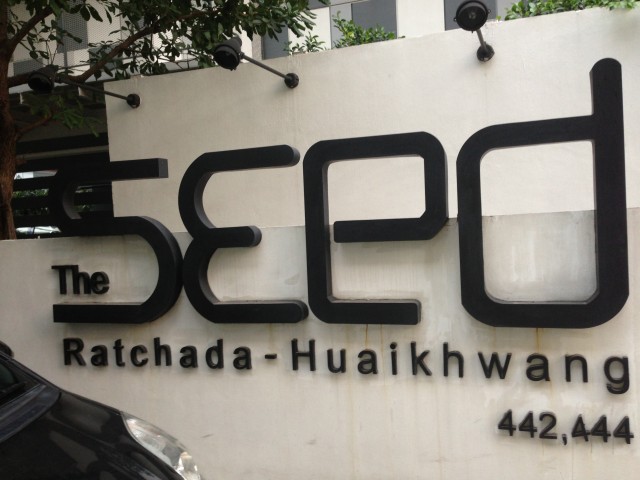 The SEED
Ratchada - Huaikhwang
442,444